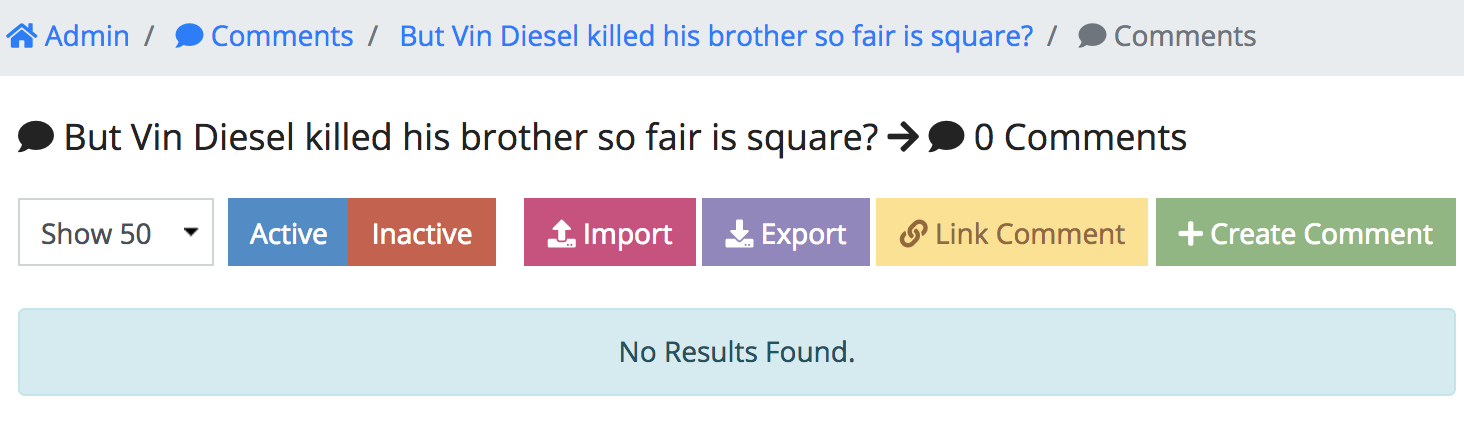 Admin / Comments / But Vin Diesel killed his brother so fair is square? / Comments
But Vin Diesel killed his brother so fair is square? → 0 Comments
Show 50 Active Inactive Import Export Link Comment + Create Comment
No Results Found.